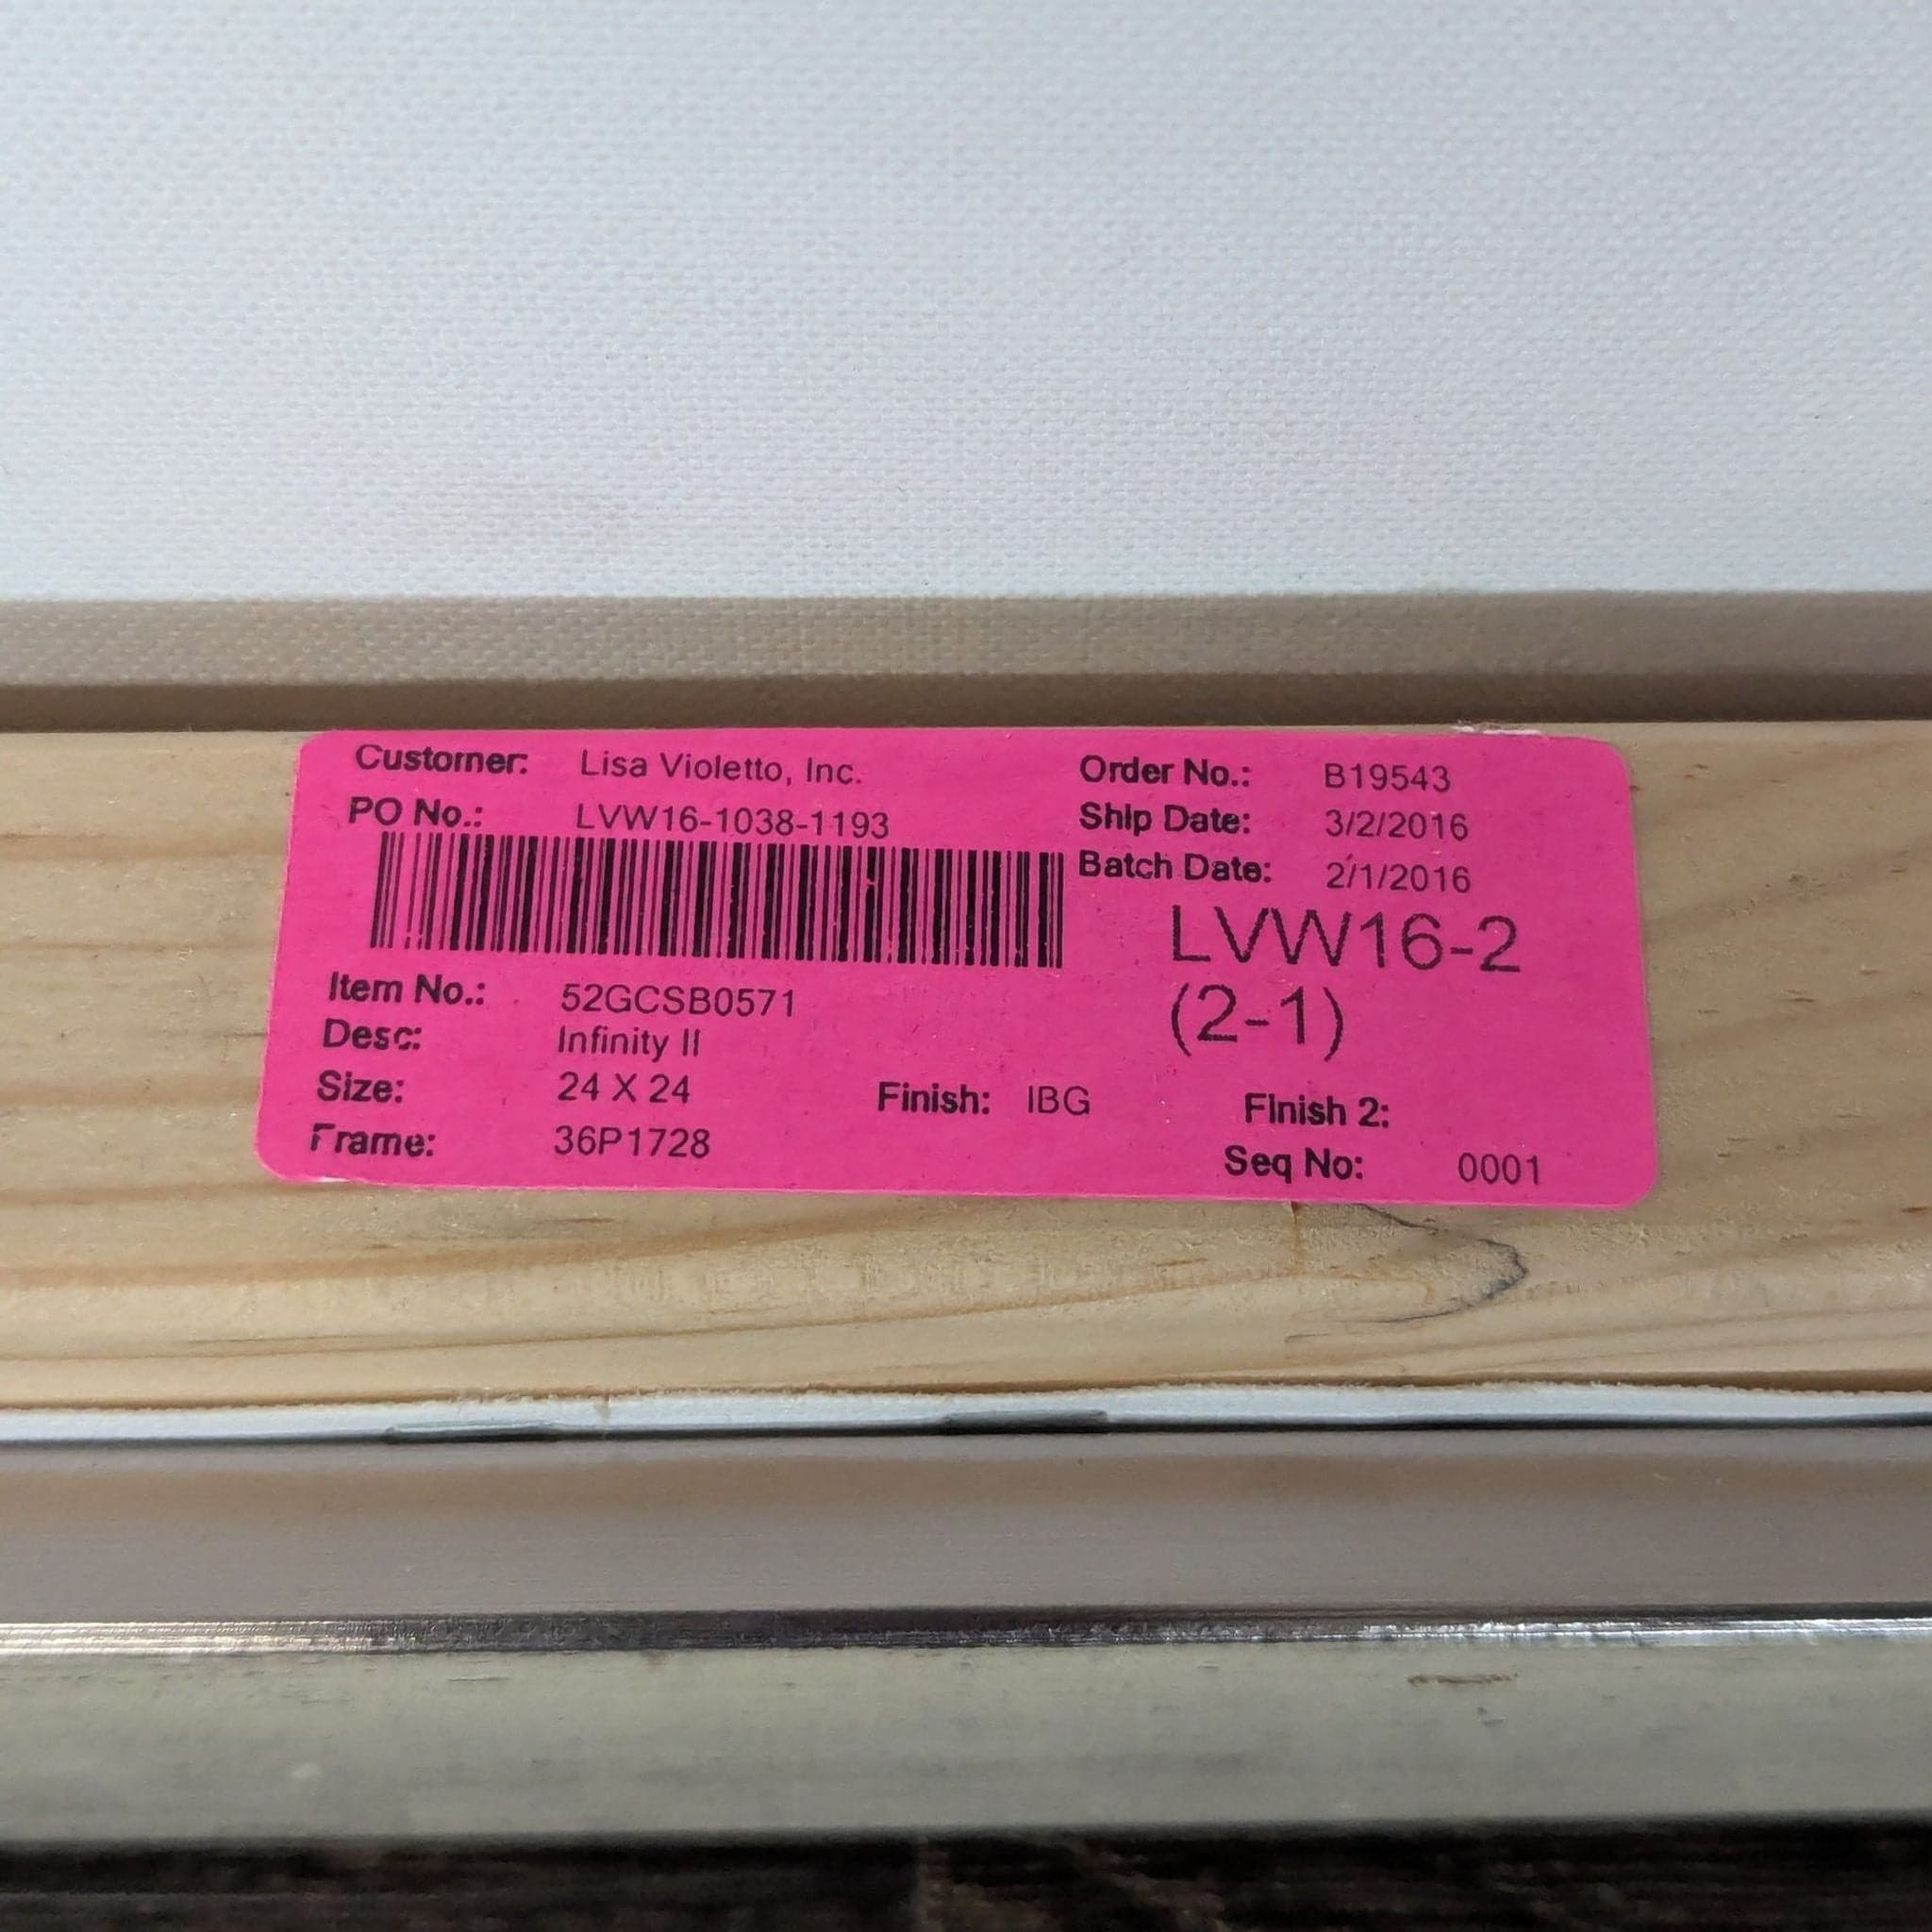 Customer: Lisa Violetto, Inc. Order No.: B19543
PO No.: LVW16-1038-1193 Ship Date: 3/2/2016
Batch Date: 2/1/2016
LVW16-2
(2-1)
Item No.: 52GCSB0571
Desc: Infinity II
Size: 24 X 24 Finish: IBG Finish 2:
Frame: 36P1728 Seq No: 0001